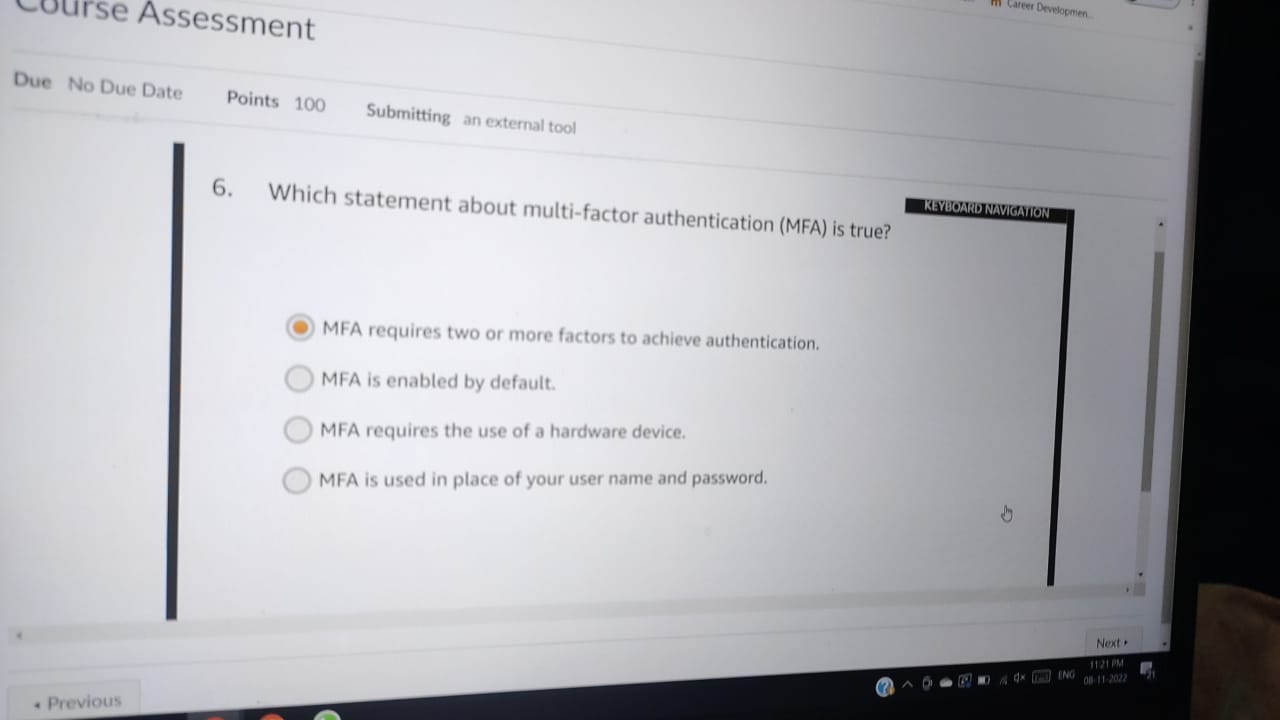 Career Developmen...
Course Assessment
Due No Due Date Points 100 Submitting an external tool
KEYBOARD NAVIGATION
6. Which statement about multi-factor authentication (MFA) is true?
MFA requires two or more factors to achieve authentication.
MFA is enabled by default.
MFA requires the use of a hardware device.
MFA is used in place of your user name and password.
Next
Previous
ENG
11:21 PM
08-11-2022
21